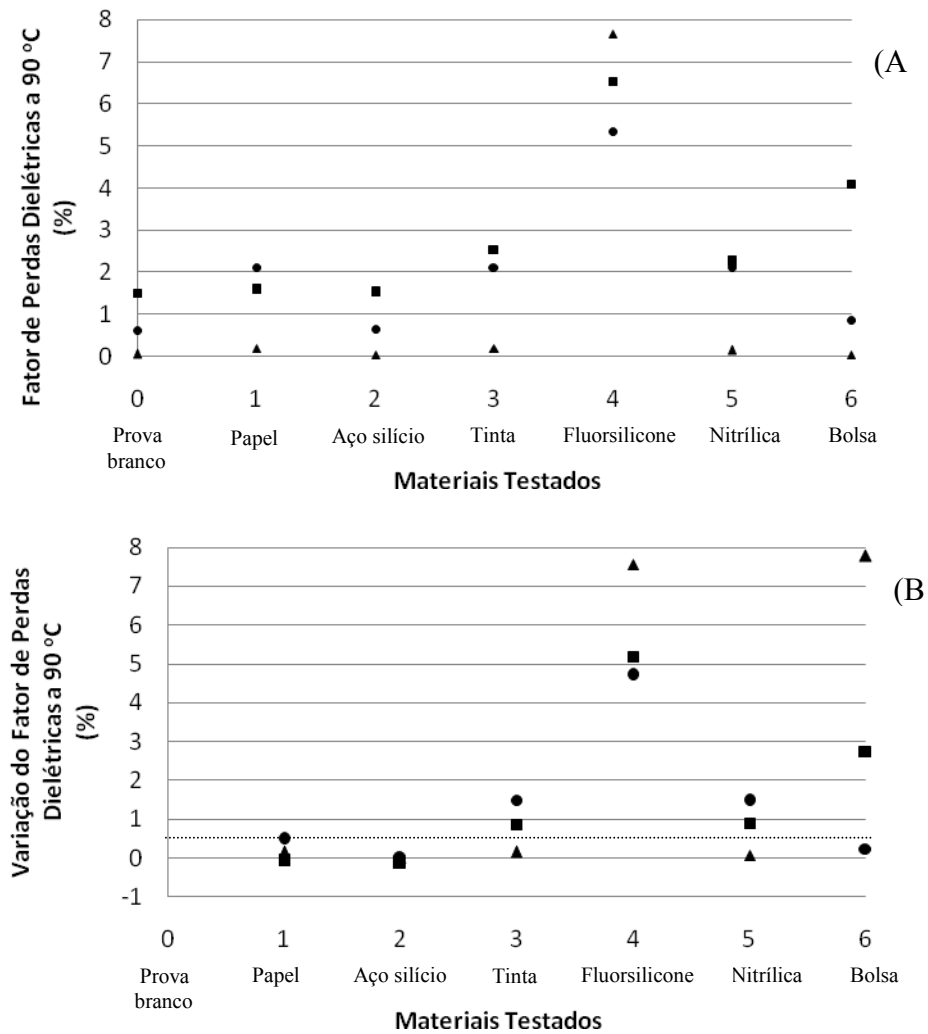 Fator de Perdas Dielétricas a 90 °C
(%)
8
7
6
5
4
3
2
1
0
(A
0 1 2 3 4 5 6
Prova branco Papel Aço silício Tinta Fluorsilicone Nitrílica Bolsa
Materiais Testados
Variação do Fator de Perdas
Dielétricas a 90 °C
(%)
8
7
6
5
4
3
2
1
0
-1
(B
0 1 2 3 4 5 6
Prova branco Papel Aço silício Tinta Fluorsilicone Nitrílica Bolsa
Materiais Testados